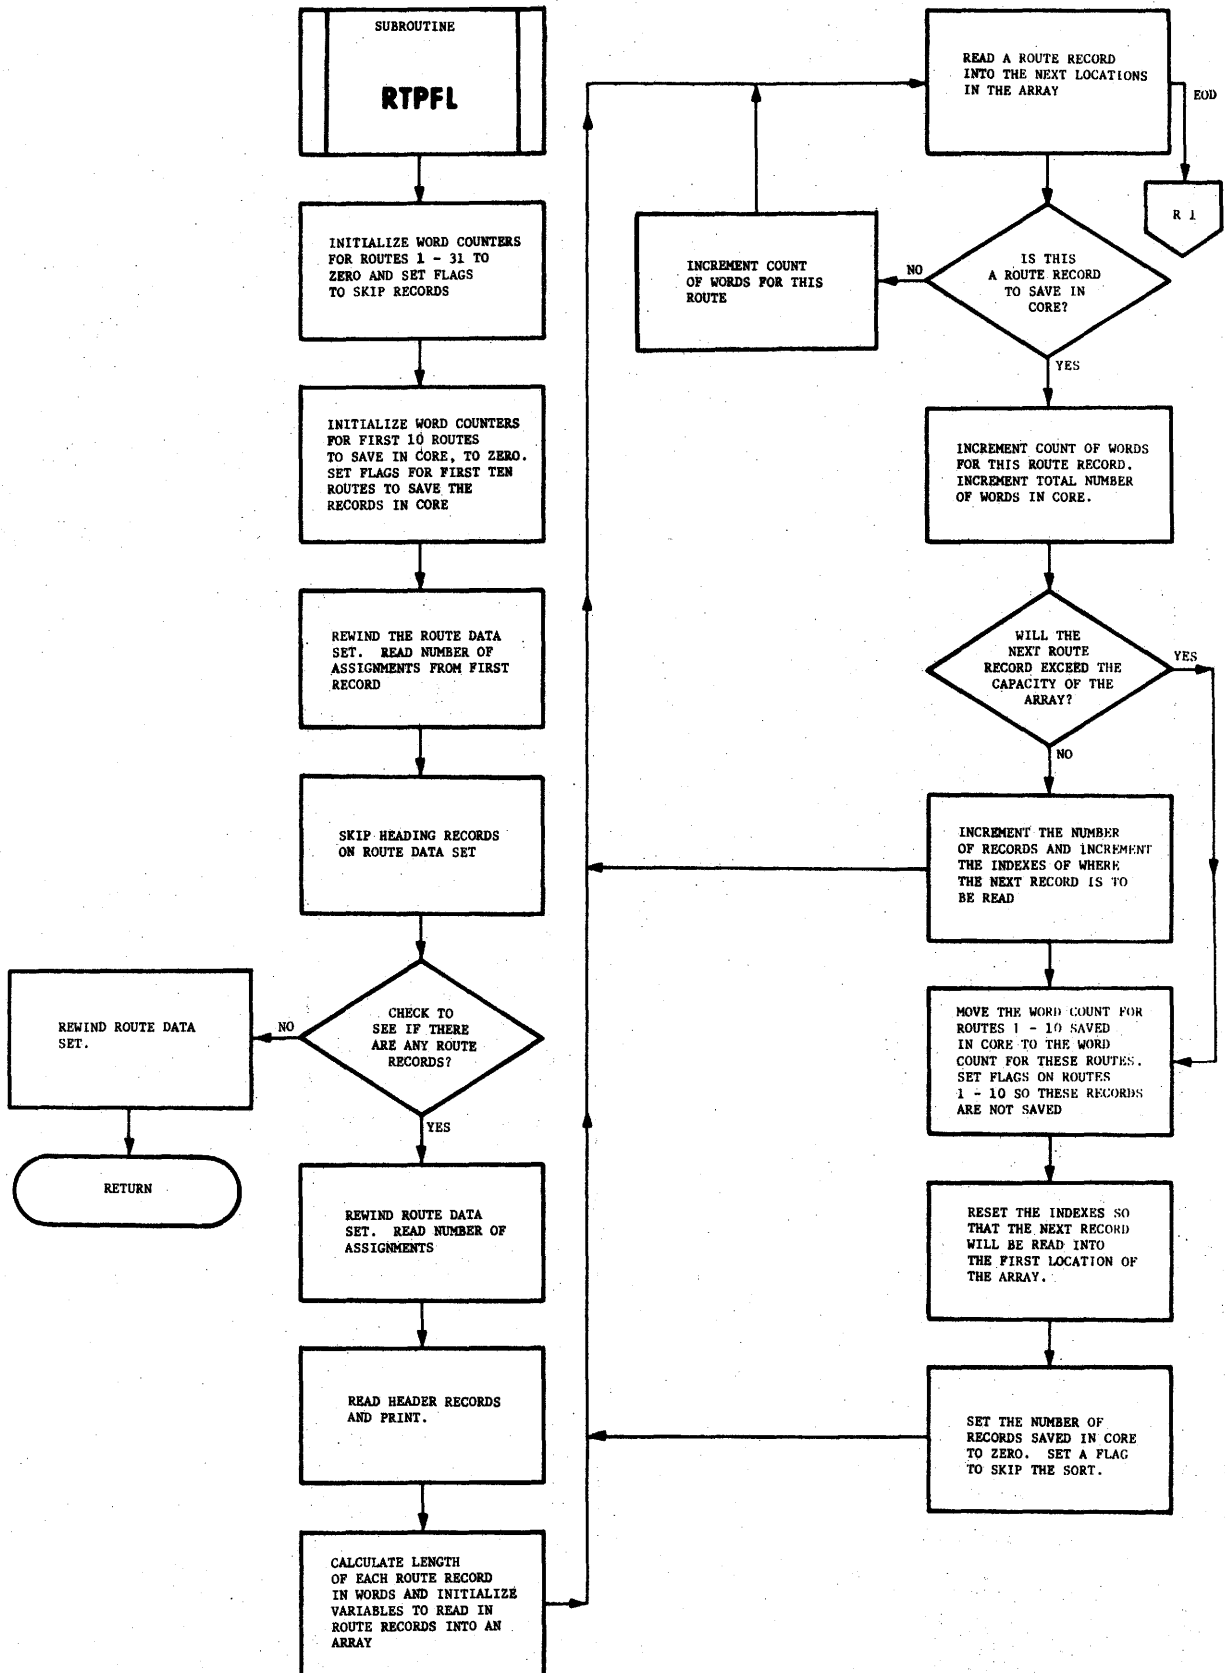 SUBROUTINE
RTPFL
INITIALIZE WORD COUNTERS
FOR ROUTES 1 - 31 TO
ZERO AND SET FLAGS
TO SKIP RECORDS
INITIALIZE WORD COUNTERS
FOR FIRST 10 ROUTES
TO SAVE IN CORE, TO ZERO.
SET FLAGS FOR FIRST TEN
ROUTES TO SAVE THE
RECORDS IN CORE
REWIND THE ROUTE DATA
SET. READ NUMBER OF
ASSIGNMENTS FROM FIRST
RECORD
SKIP HEADING RECORDS
ON ROUTE DATA SET
CHECK TO
SEE IF THERE
ARE ANY ROUTE
RECORDS?
NO
REWIND ROUTE DATA
SET.
RETURN
YES
REWIND ROUTE DATA
SET. READ NUMBER OF
ASSIGNMENTS
READ HEADER RECORDS
AND PRINT.
CALCULATE LENGTH
OF EACH ROUTE RECORD
IN WORDS AND INITIALIZE
VARIABLES TO READ IN
ROUTE RECORDS INTO AN
ARRAY
READ A ROUTE RECORD
INTO THE NEXT LOCATIONS
IN THE ARRAY
EOD
R 1
IS THIS
A ROUTE RECORD
TO SAVE IN
CORE?
NO
INCREMENT COUNT
OF WORDS FOR THIS
ROUTE
YES
INCREMENT COUNT OF WORDS
FOR THIS ROUTE RECORD.
INCREMENT TOTAL NUMBER
OF WORDS IN CORE.
WILL THE
NEXT ROUTE
RECORD EXCEED THE
CAPACITY OF THE
ARRAY?
YES
NO
INCREMENT THE NUMBER
OF RECORDS AND INCREMENT
THE INDEXES OF WHERE
THE NEXT RECORD IS TO
BE READ
MOVE THE WORD COUNT FOR
ROUTES 1 - 10 SAVED
IN CORE TO THE WORD
COUNT FOR THESE ROUTES.
SET FLAGS ON ROUTES
1 - 10 SO THESE RECORDS
ARE NOT SAVED
RESET THE INDEXES SO
THAT THE NEXT RECORD
WILL BE READ INTO
THE FIRST LOCATION OF
THE ARRAY.
SET THE NUMBER OF
RECORDS SAVED IN CORE
TO ZERO. SET A FLAG
TO SKIP THE SORT.